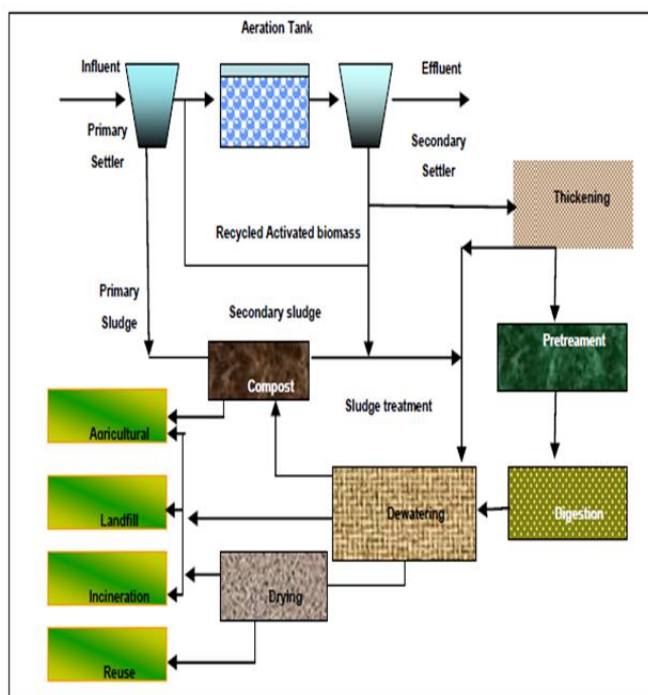 Aeration Tank
Influent
Effluent
Primary
Settler
Secondary
Settler
Thickening
Recycled Activated biomass
Primary
Sludge
Secondary sludge
Pretreament
Compost
Sludge treatment
Agricultural
Landfill
Dewatering
Digestion
Incineration
Drying
Reuse